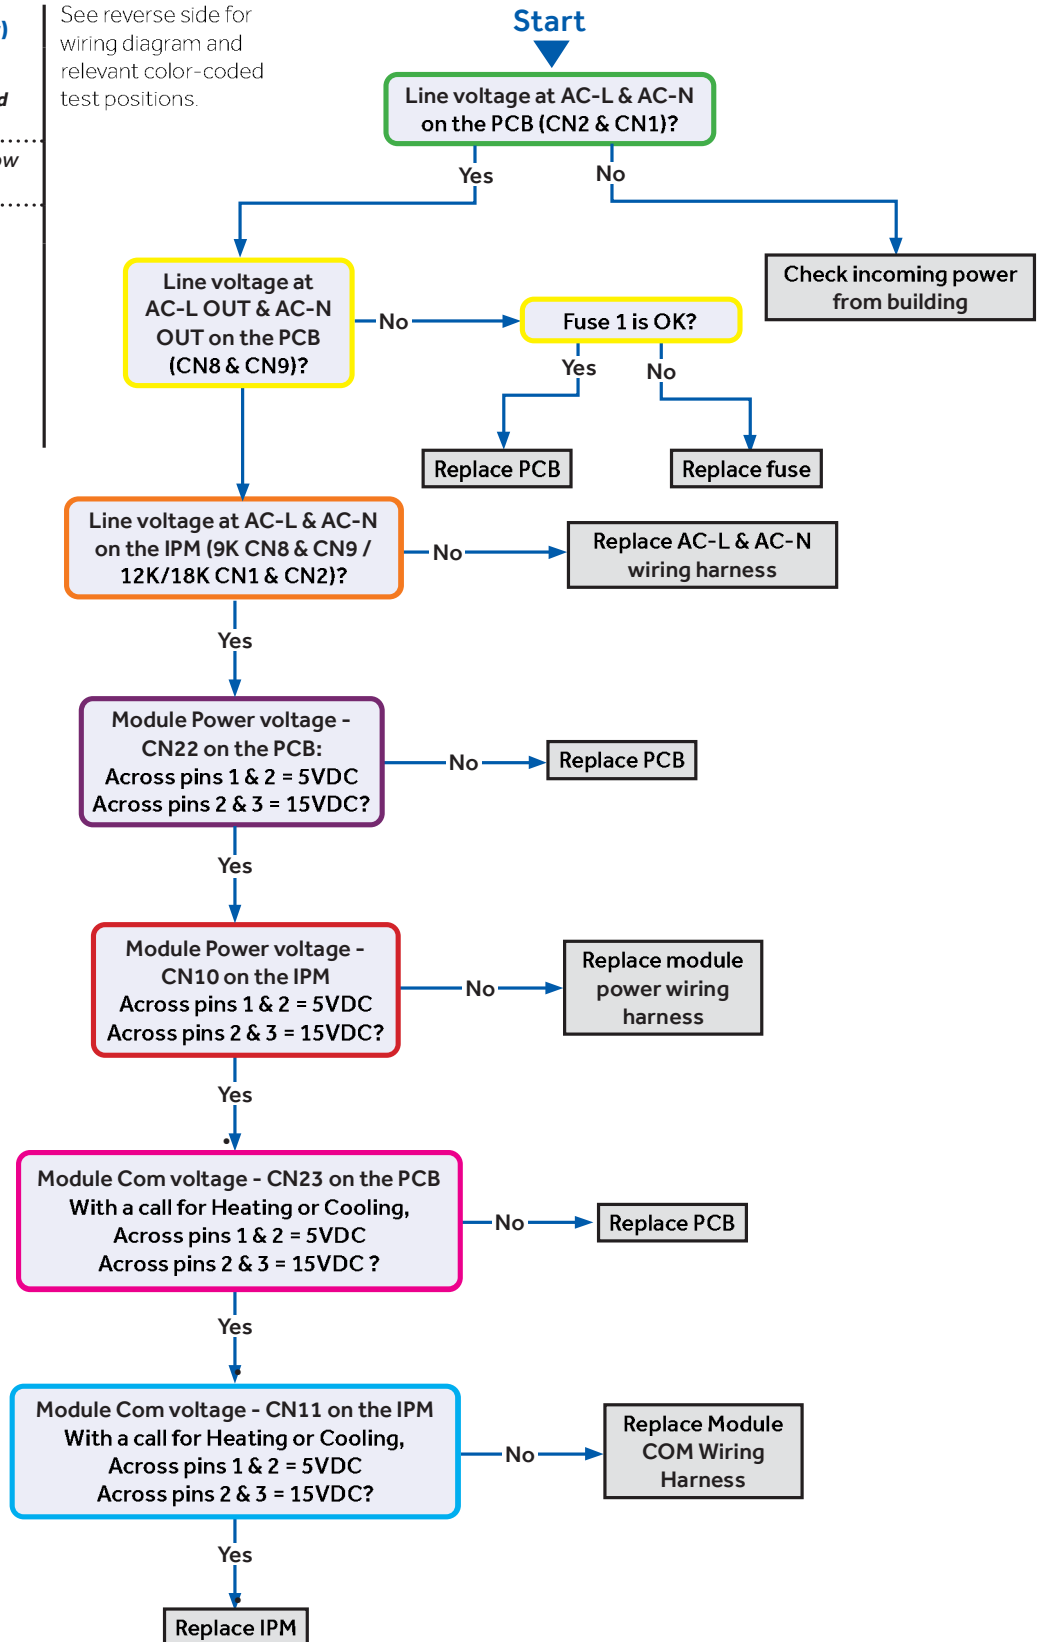 )
d
ow
See reverse side for
wiring diagram and
relevant color-coded
test positions.
Start
Line voltage at AC-L & AC-N
on the PCB (CN2 & CN1)?
Yes
No
Check incoming power
from building
Line voltage at
AC-L OUT & AC-N
OUT on the PCB
(CN8 & CN9)?
No
Fuse 1 is OK?
Yes
No
Replace PCB
Replace fuse
Line voltage at AC-L & AC-N
on the IPM (9K CN8 & CN9 /
12K/18K CN1 & CN2)?
No
Replace AC-L & AC-N
wiring harness
Yes
Module Power voltage -
CN22 on the PCB:
Across pins 1 & 2 = 5VDC
Across pins 2 & 3 = 15VDC?
No
Replace PCB
Yes
Module Power voltage -
CN10 on the IPM
Across pins 1 & 2 = 5VDC
Across pins 2 & 3 = 15VDC?
No
Replace module
power wiring
harness
Yes
Module Com voltage - CN23 on the PCB
With a call for Heating or Cooling,
Across pins 1 & 2 = 5VDC
Across pins 2 & 3 = 15VDC ?
No
Replace PCB
Yes
Module Com voltage - CN11 on the IPM
With a call for Heating or Cooling,
Across pins 1 & 2 = 5VDC
Across pins 2 & 3 = 15VDC?
No
Replace Module
COM Wiring
Harness
Yes
Replace IPM